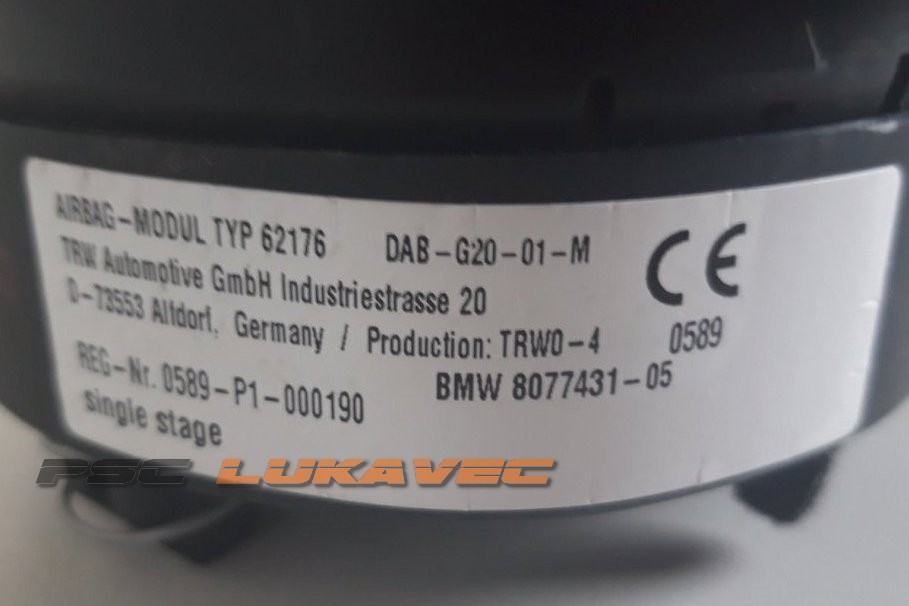 AIRBAG-MODUL TYP 62176 DAB-G20-01-M
TRW Automotive GmbH Industriestrasse 20
D-73553 Alfdorf, Germany / Production: TRW0-4
CE 0589
REG-Nr. 0589-P1-000190 BMW 8077431-05
single stage
PSC LUKAVEC